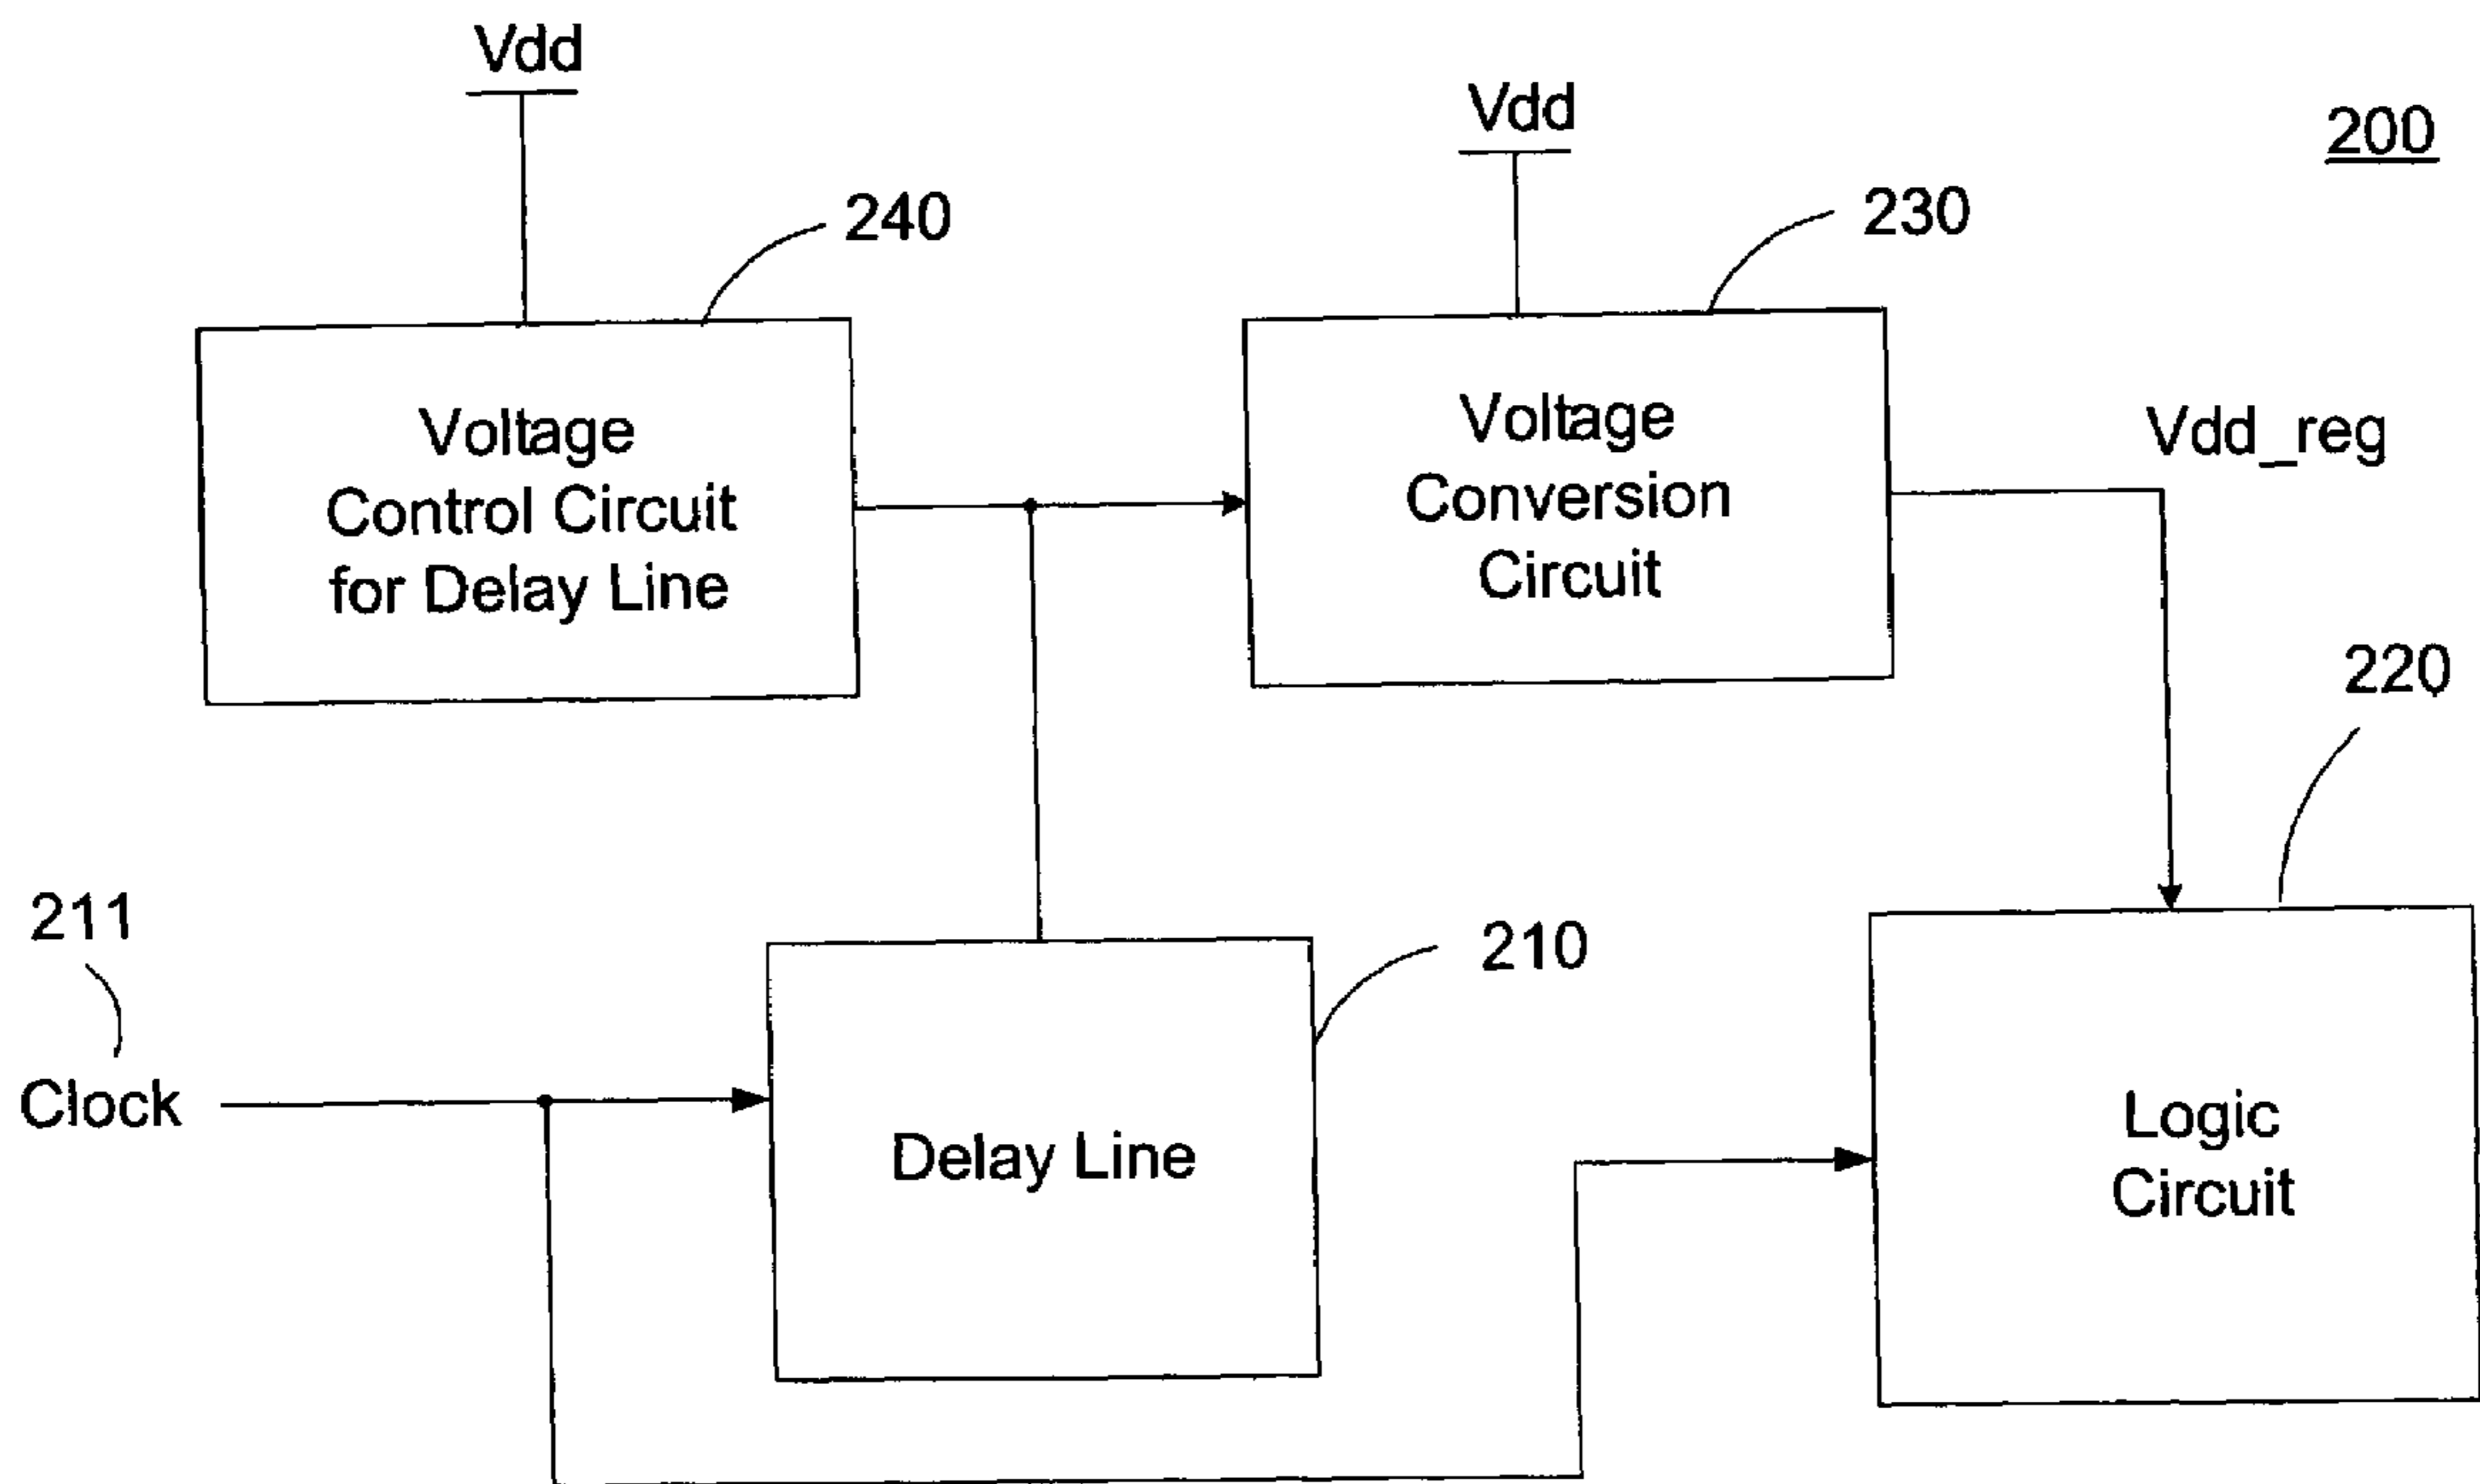 Vdd
Vdd
200
240
230
Voltage
Control Circuit
for Delay Line
Voltage
Conversion
Circuit
Vdd_reg
220
211
210
Clock
Delay Line
Logic
Circuit